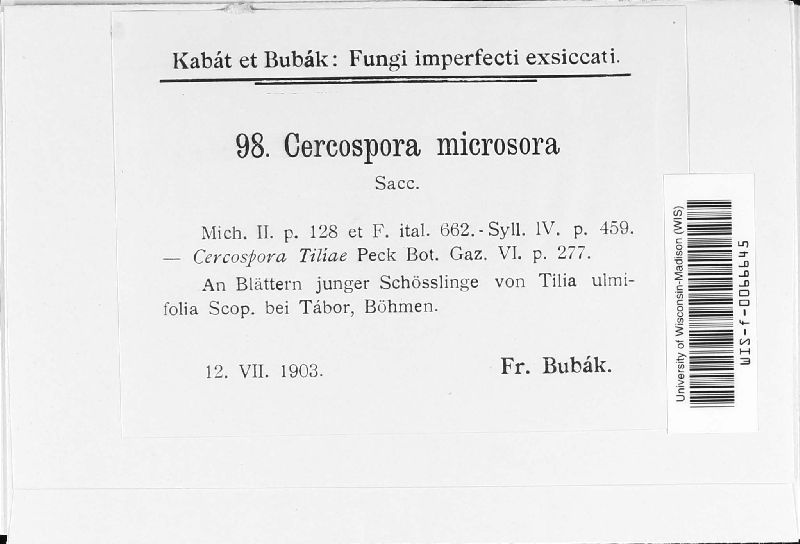 Kabát et Bubák: Fungi imperfecti exsiccati.
98. Cercospora microsora
Sacc.
Mich. II. p. 128 et F. ital. 662.-Syll. IV. p. 459.
— Cercospora Tiliae Peck Bot. Gaz. VI. p. 277.
An Blättern junger Schösslinge von Tilia ulmi-
folia Scop. bei Tábor, Böhmen.
12. VII. 1903.
Fr. Bubák.
University of Wisconsin-Madison (WIS)
WIS-f-0066645